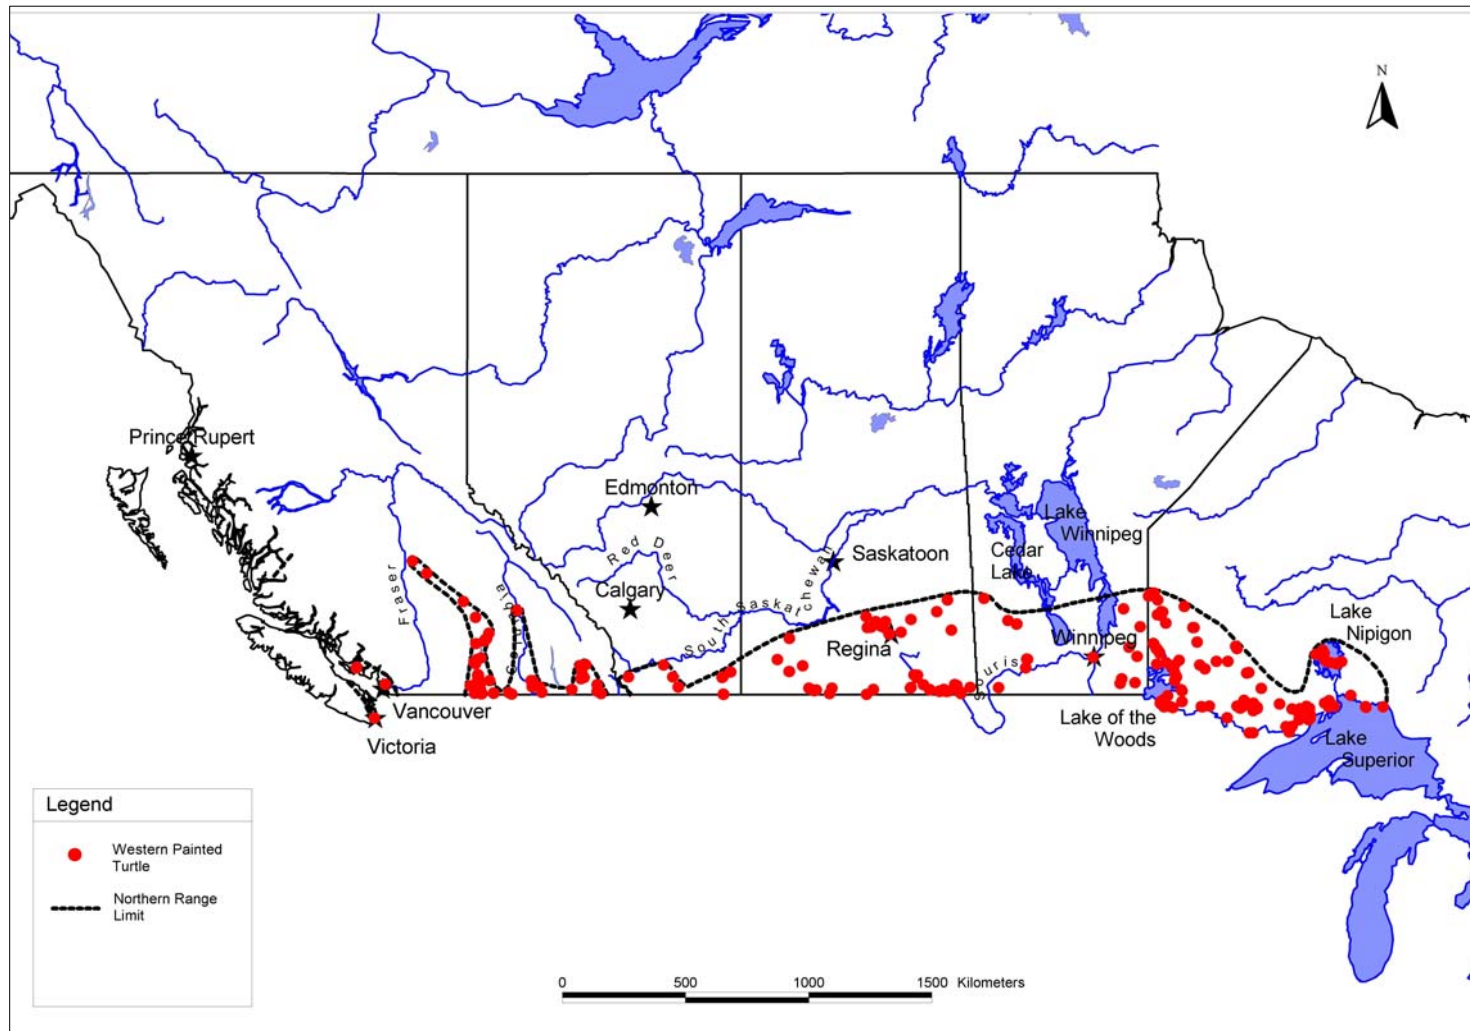 N
Prince Rupert
Edmonton
Red Deer
Saskatoon
Lake
Winnipeg
Cedar
Lake
Fraser
Columbia
Calgary
South Saskatchewan
Regina
Winnipeg
Souris
Lake
Nipigon
Vancouver
Victoria
Lake of the
Woods
Lake
Superior
Legend
Western Painted
Turtle
Northern Range
Limit
0 500 1000 1500 Kilometers